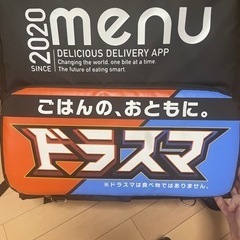 SINCE 2020
menu
DELICIOUS DELIVERY APP
Changing the world, one bite at a time.
The future of eating smart.
ごはんの、おともに。
ドラスマ
※ドラスマは食べ物ではありません。